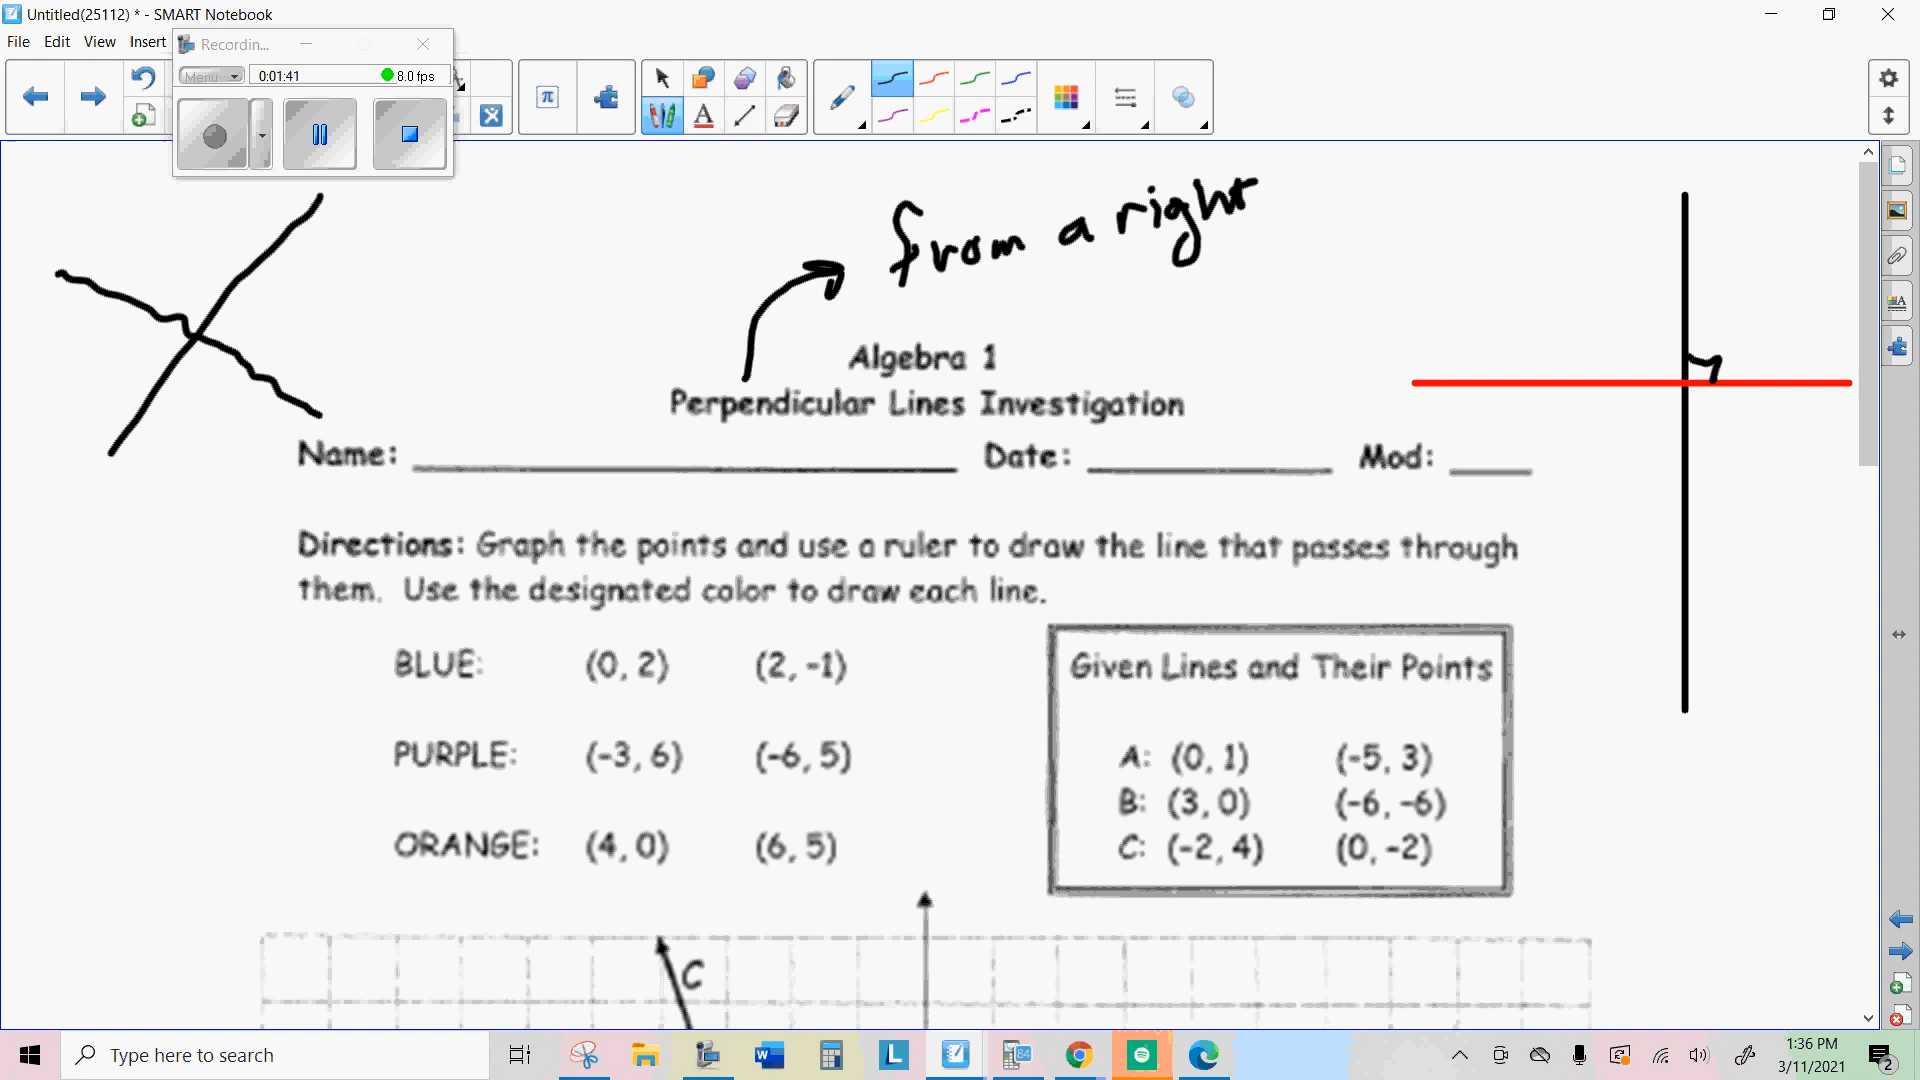 Untitled(25112) * - SMART Notebook
File Edit View Insert
Recordin...
Menu 0:01:41 8.0 fps
π
A
from a right
Algebra 1
Perpendicular Lines Investigation
Name: Date: Mod:
Directions: Graph the points and use a ruler to draw the line that passes through
them. Use the designated color to draw each line.
BLUE: (0, 2) (2, -1)
PURPLE: (-3, 6) (-6, 5)
ORANGE: (4, 0) (6, 5)
Given Lines and Their Points
A: (0, 1) (-5, 3)
B: (3, 0) (-6, -6)
C: (-2, 4) (0, -2)
C
Type here to search
1:36 PM
3/11/2021
2